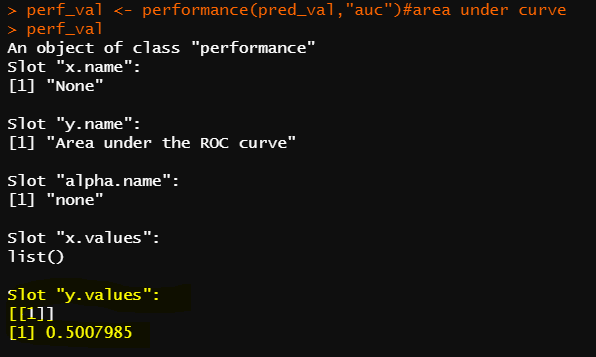 > perf_val <- performance(pred_val,"auc")#area under curve
> perf_val
An object of class "performance"
Slot "x.name":
[1] "None"
Slot "y.name":
[1] "Area under the ROC curve"
Slot "alpha.name":
[1] "none"
Slot "x.values":
list()
Slot "y.values":
[[1]]
[1] 0.5007985